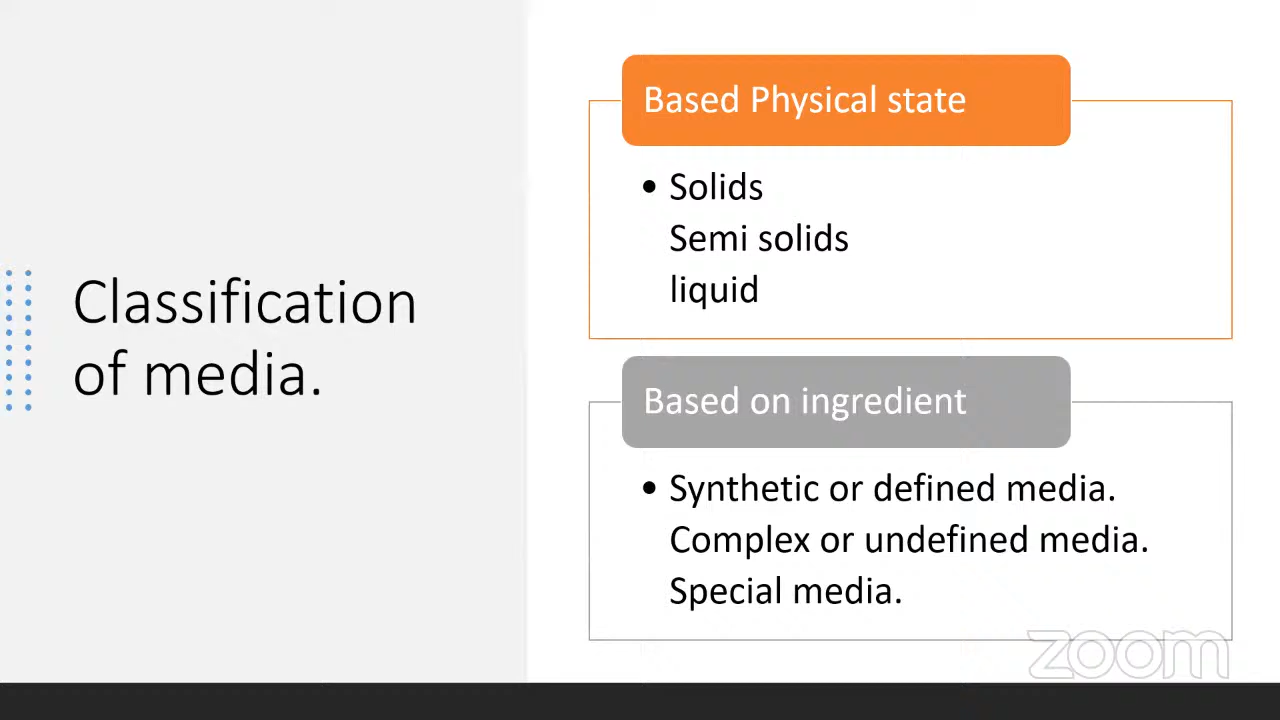 Classification
of media.
Based Physical state
• Solids
Semi solids
liquid
Based on ingredient
• Synthetic or defined media.
Complex or undefined media.
Special media.
zoom